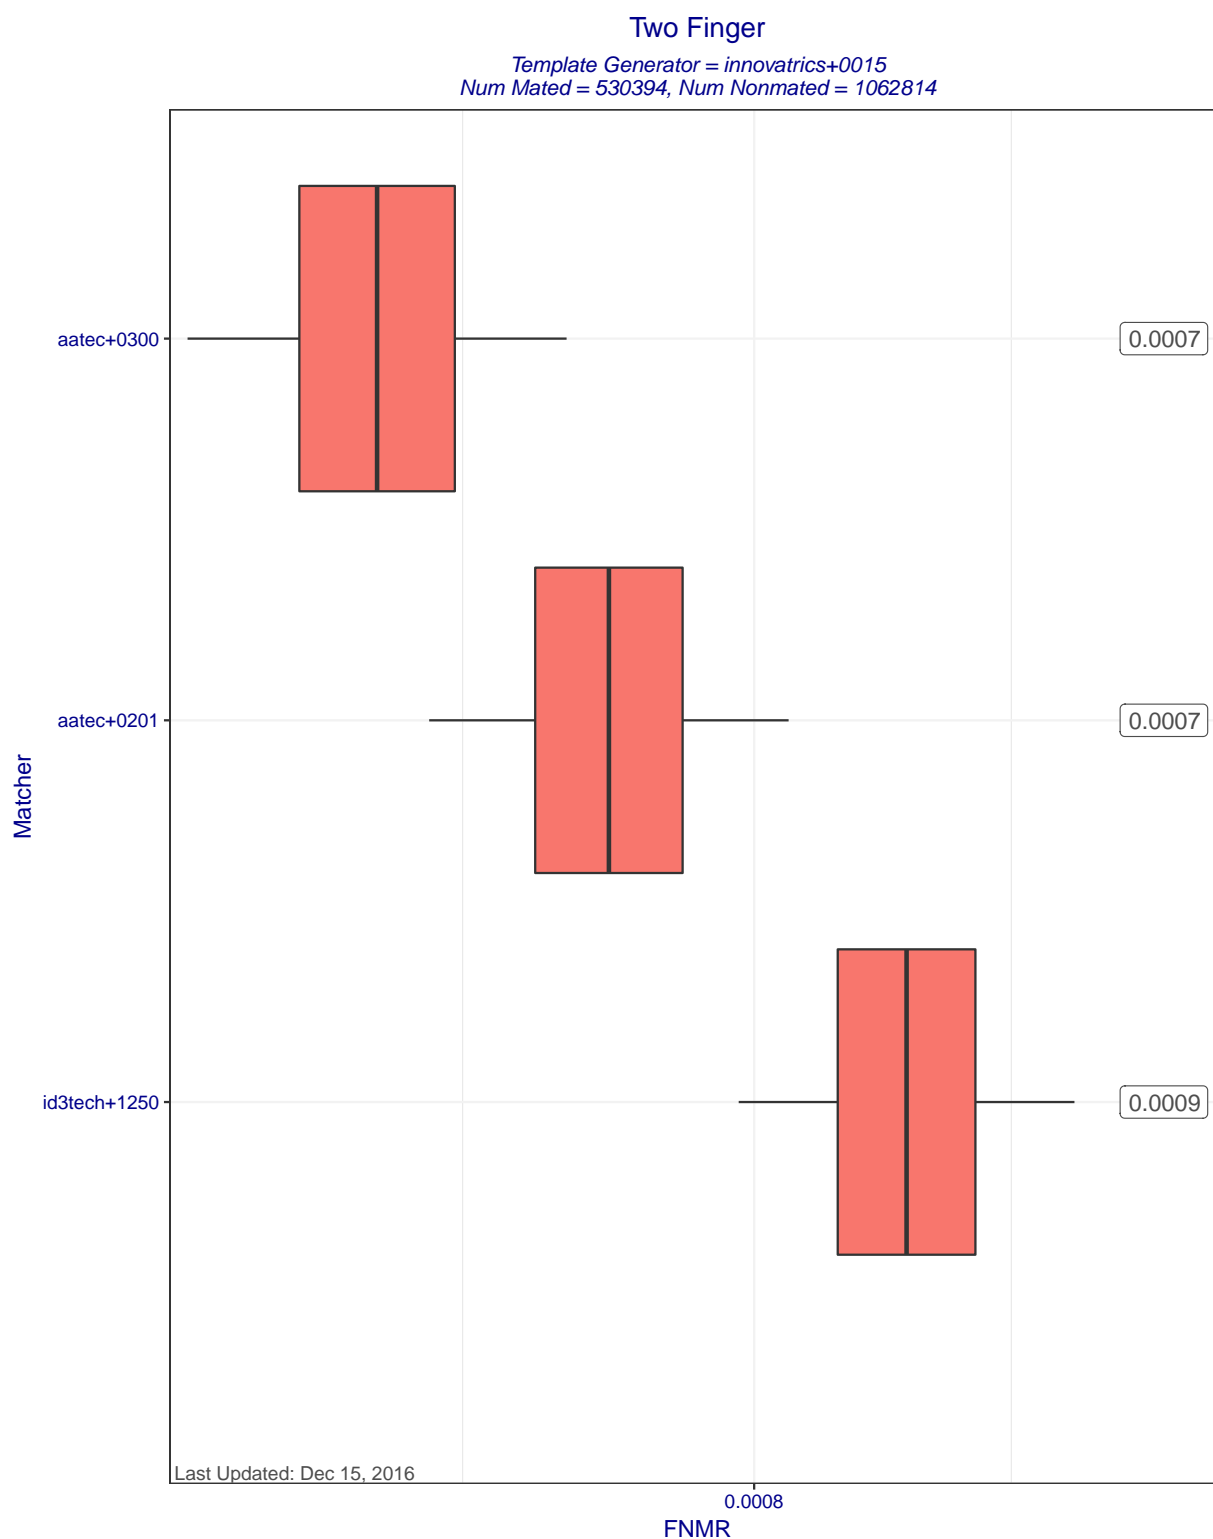 Two Finger
Template Generator = innovatrics+0015
Num Mated = 530394, Num Nonmated = 1062814
aatec+0300
0.0007
aatec+0201
0.0007
Matcher
id3tech+1250
0.0009
Last Updated: Dec 15, 2016
0.0008
FNMR